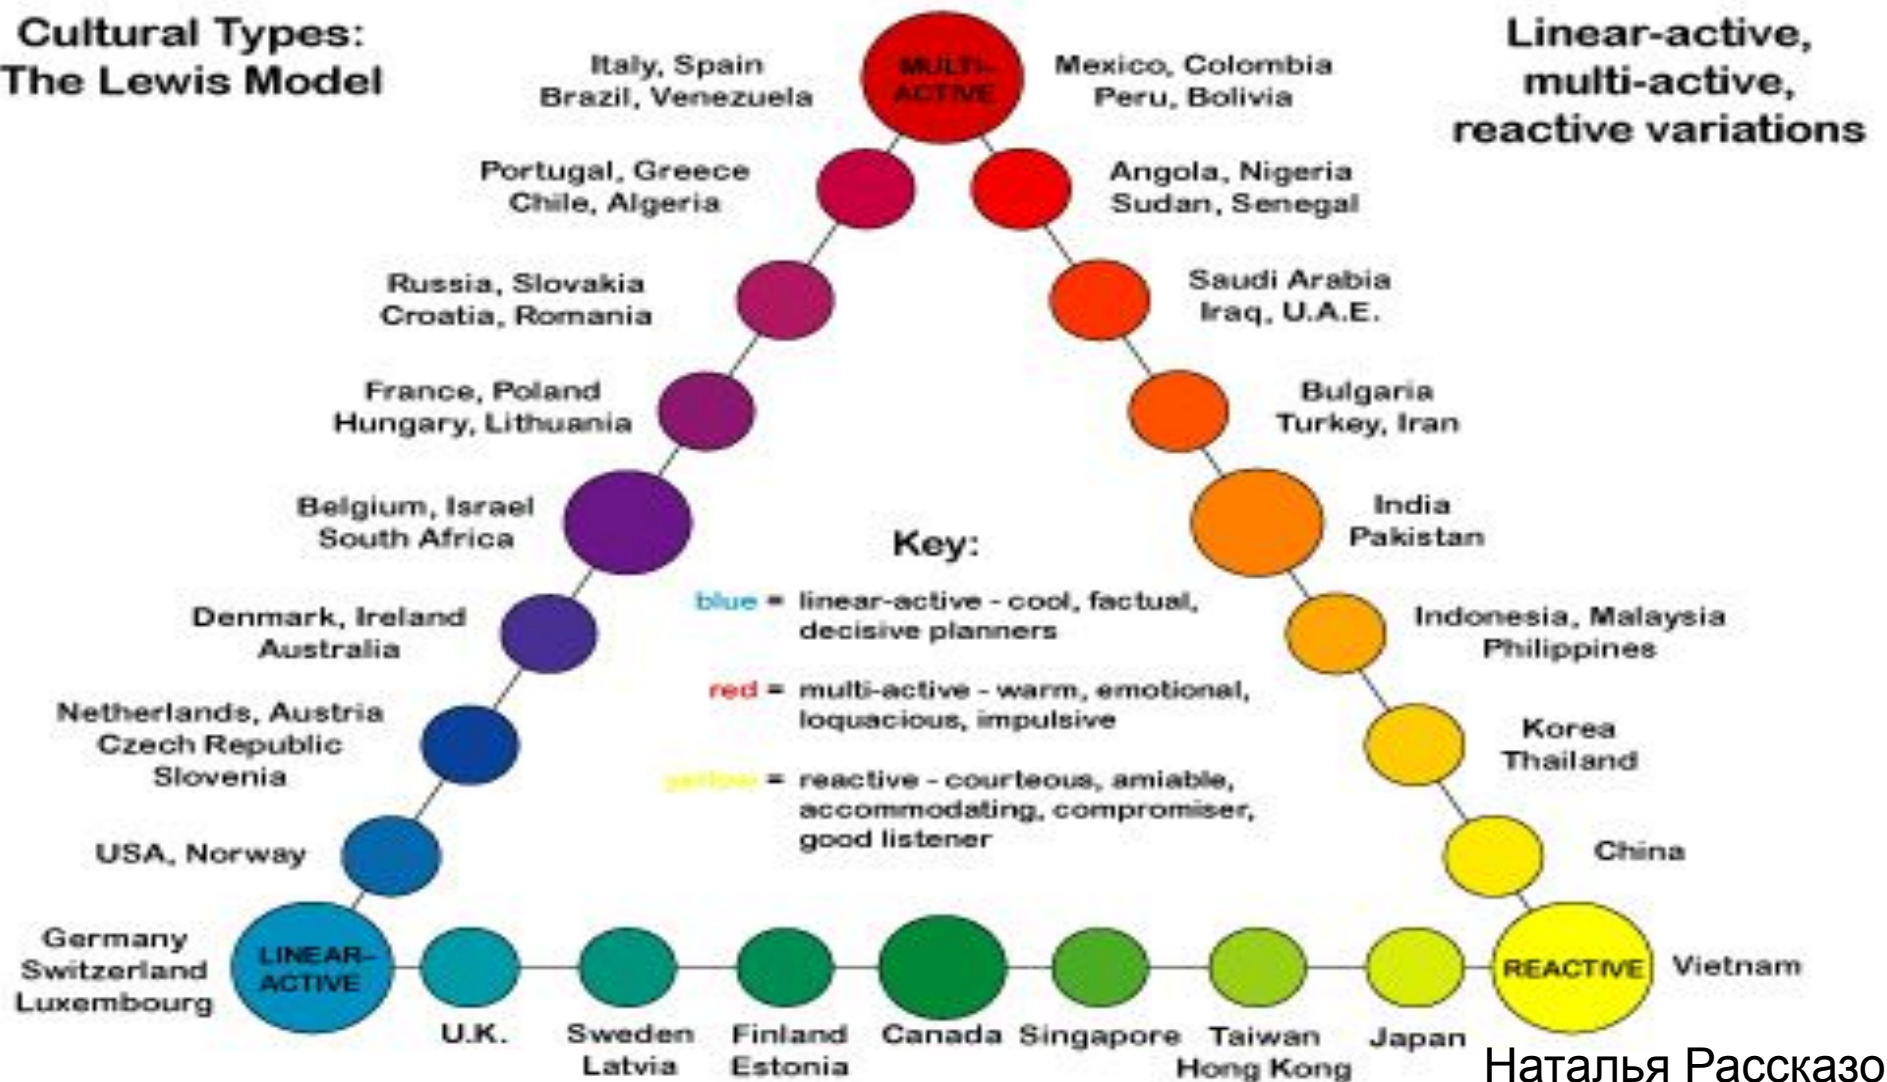 Cultural Types:
The Lewis Model
Linear-active,
multi-active,
reactive variations
MULTI-
ACTIVE
Italy, Spain
Brazil, Venezuela
Mexico, Colombia
Peru, Bolivia
Portugal, Greece
Chile, Algeria
Angola, Nigeria
Sudan, Senegal
Russia, Slovakia
Croatia, Romania
Saudi Arabia
Iraq, U.A.E.
France, Poland
Hungary, Lithuania
Bulgaria
Turkey, Iran
Belgium, Israel
South Africa
India
Pakistan
Denmark, Ireland
Australia
Indonesia, Malaysia
Philippines
Netherlands, Austria
Czech Republic
Slovenia
Korea
Thailand
USA, Norway
China
Key:
blue = linear-active - cool, factual,
decisive planners
red = multi-active - warm, emotional,
loquacious, impulsive
yellow = reactive - courteous, amiable,
accommodating, compromiser,
good listener
Germany
Switzerland
Luxembourg
LINEAR-
ACTIVE
REACTIVE
Vietnam
U.K.
Sweden
Latvia
Finland
Estonia
Canada
Singapore
Taiwan
Hong Kong
Japan
Наталья Рассказо